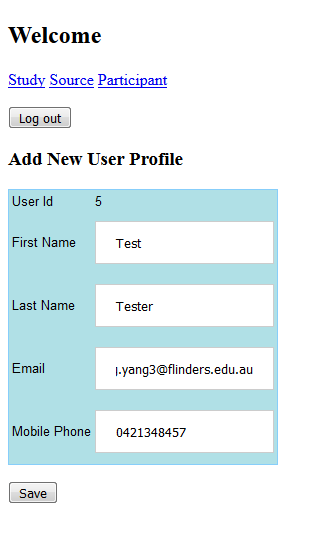 Welcome
Study Source Participant
Log out
Add New User Profile
User Id 5
First Name Test
Last Name Tester
Email .yang3@flinders.edu.au
Mobile Phone 0421348457
Save